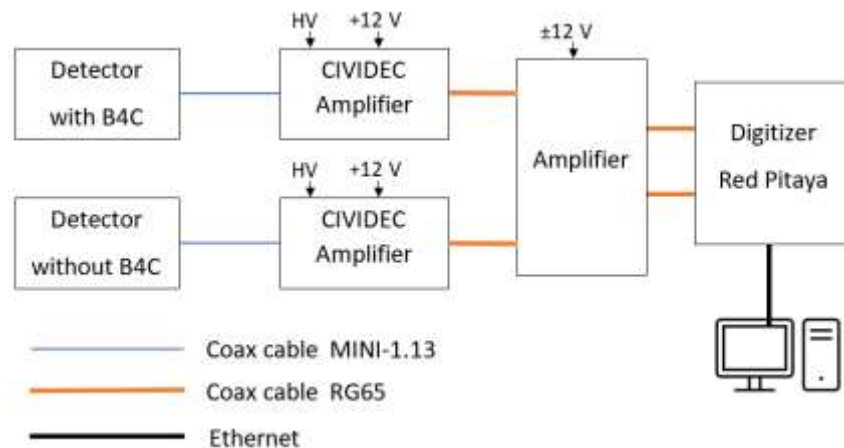 HV
+12 V
Detector
with B4C
CIVIDEC
Amplifier
±12 V
Amplifier
Digitizer
Red Pitaya
HV
+12 V
Detector
without B4C
CIVIDEC
Amplifier
Coax cable MINI-1.13
Coax cable RG65
Ethernet